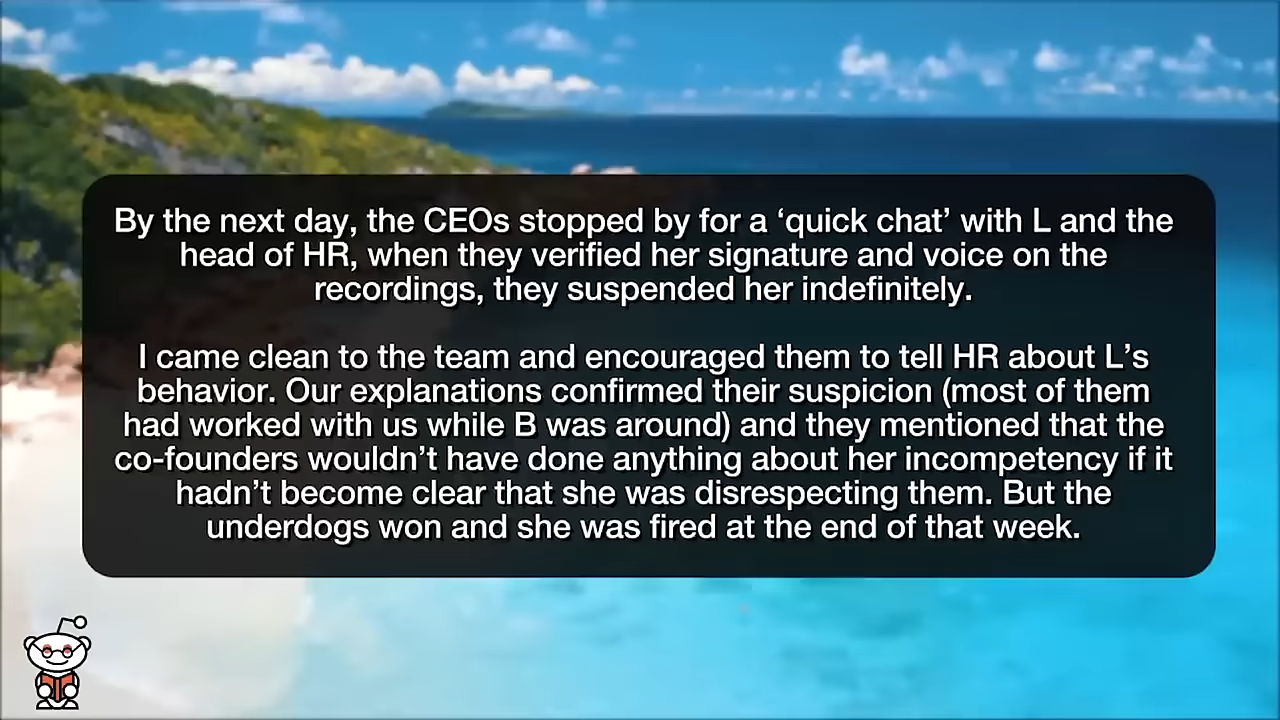 By the next day, the CEOs stopped by for a ‘quick chat’ with L and the
head of HR, when they verified her signature and voice on the
recordings, they suspended her indefinitely.
I came clean to the team and encouraged them to tell HR about L’s
behavior. Our explanations confirmed their suspicion (most of them
had worked with us while B was around) and they mentioned that the
co-founders wouldn’t have done anything about her incompetency if it
hadn’t become clear that she was disrespecting them. But the
underdogs won and she was fired at the end of that week.